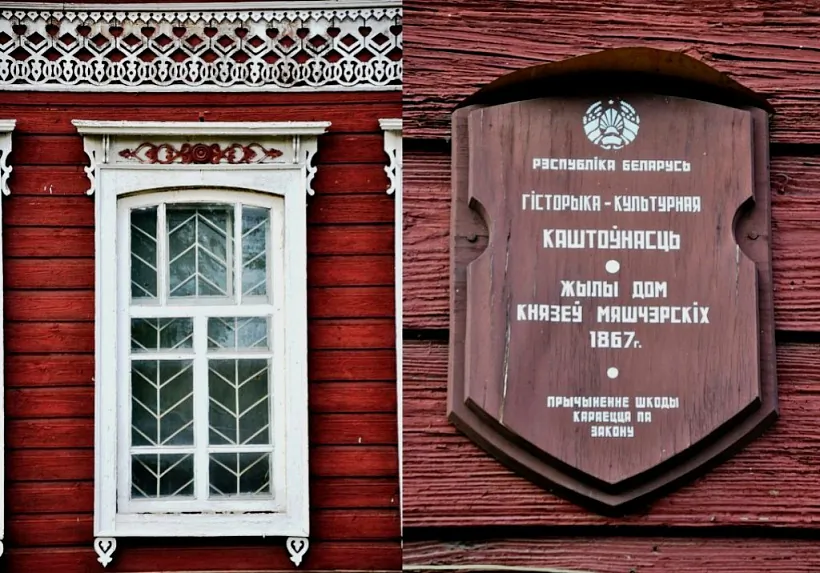 РЭСПУБЛІКА БЕЛАРУСЬ
ГІСТОРЫКА-КУЛЬТУРНАЯ
КАШТОЎНАСЦЬ
ЖЫЛЫ ДОМ
КНЯЗЕЎ МАШЧЭРСКІХ
1867г.
ПРЫЧЫНЕННЕ ШКОДЫ
КАРАЕЦЦА ПА
ЗАКОНУ